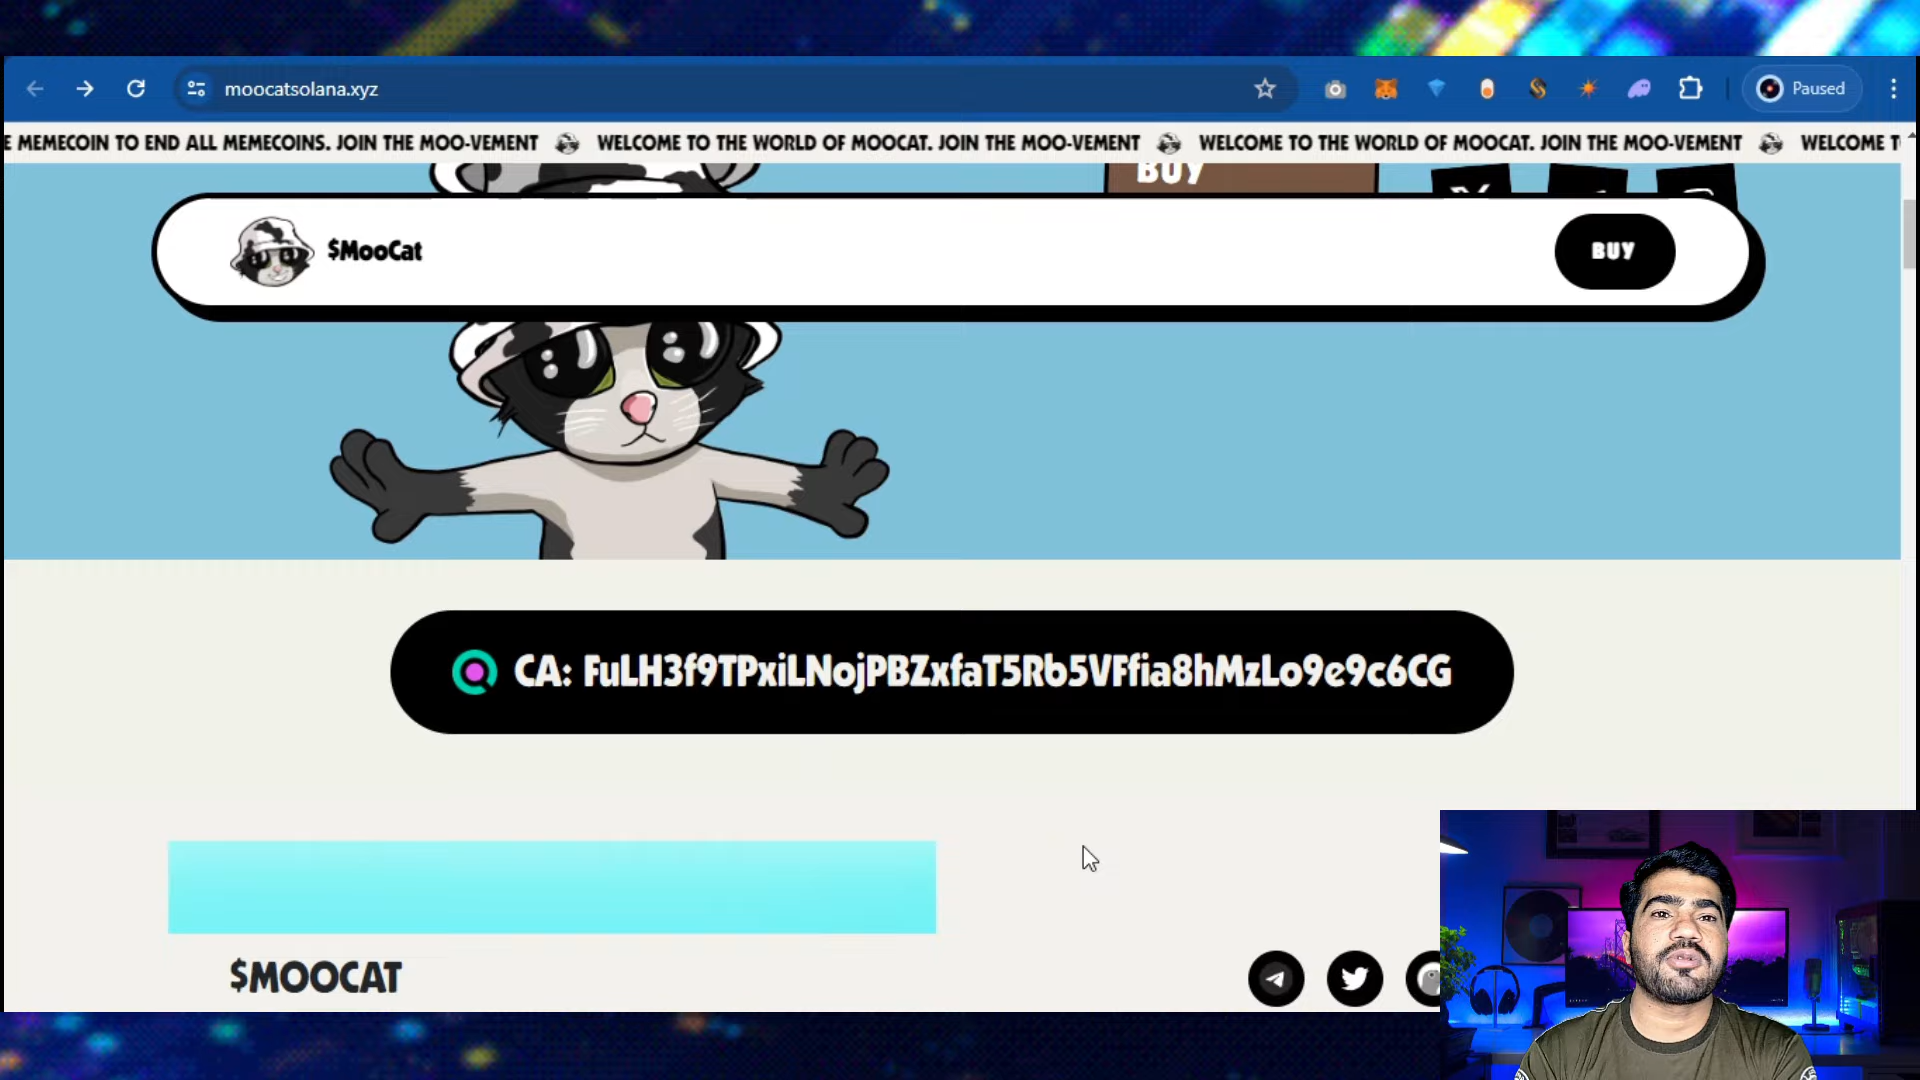 moocatsolana.xyz
Paused
E MEMECOIN TO END ALL MEMECOINS. JOIN THE MOO-VEMENT WELCOME TO THE WORLD OF MOOCAT. JOIN THE MOO-VEMENT WELCOME TO THE WORLD OF MOOCAT. JOIN THE MOO-VEMENT WELCOME T
BUY
$MooCat
BUY
CA: FuLH3f9TPxiLNojPBZxfaT5Rb5VFfia8hMzLo9e9c6CG
$MOOCAT